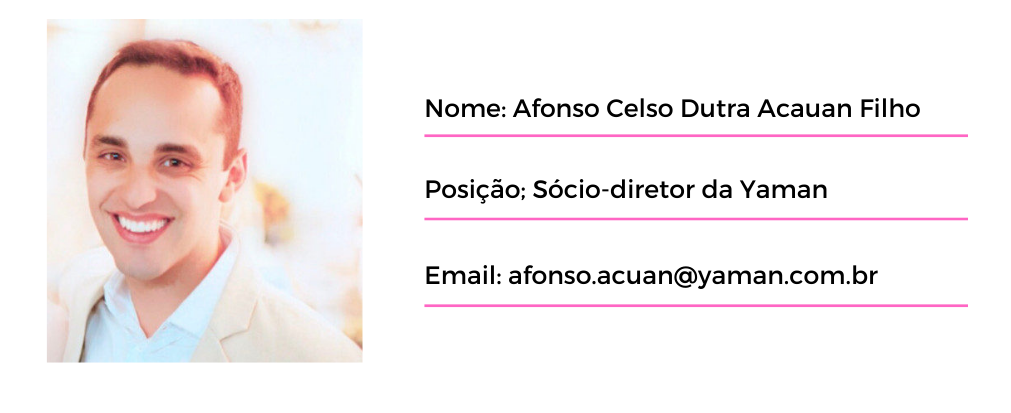 Nome: Afonso Celso Dutra Acauan Filho
Posição; Sócio-diretor da Yaman
Email: afonso.acuan@yaman.com.br